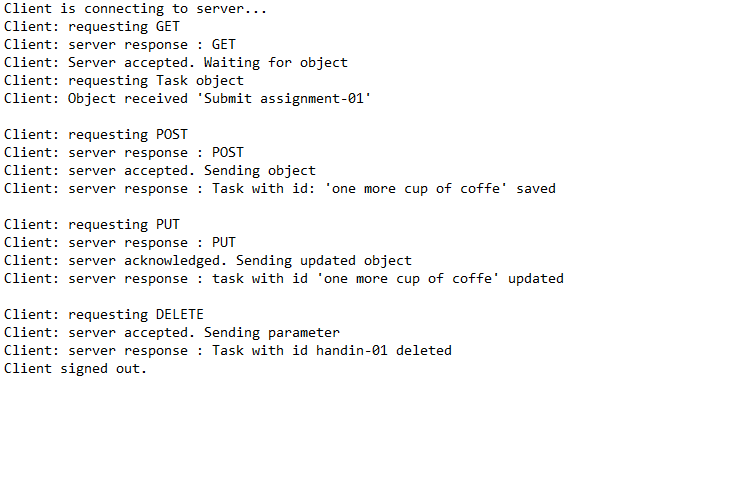 Client is connecting to server...
Client: requesting GET
Client: server response : GET
Client: Server accepted. Waiting for object
Client: requesting Task object
Client: Object received 'Submit assignment-01'
Client: requesting POST
Client: server response : POST
Client: server accepted. Sending object
Client: server response : Task with id: 'one more cup of coffe' saved
Client: requesting PUT
Client: server response : PUT
Client: server acknowledged. Sending updated object
Client: server response : task with id 'one more cup of coffe' updated
Client: requesting DELETE
Client: server accepted. Sending parameter
Client: server response : Task with id handin-01 deleted
Client signed out.